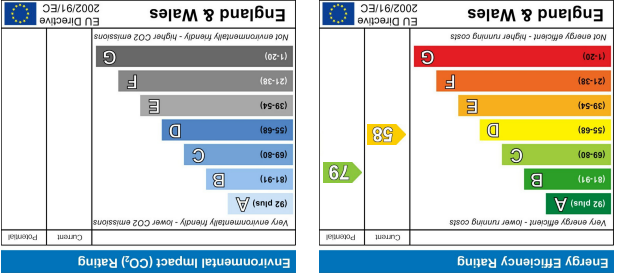 Energy Efficiency Rating
Current Potential
Very energy efficient - lower running costs
(92 plus) A
(81-91) B
(69-80) C
(55-68) D
(39-54) E
(21-38) F
(1-20) G
Not energy efficient - higher running costs
58
79
England & Wales
EU Directive
2002/91/EC
Environmental Impact (CO₂) Rating
Current Potential
Very environmentally friendly - lower CO2 emissions
(92 plus) A
(81-91) B
(69-80) C
(55-68) D
(39-54) E
(21-38) F
(1-20) G
Not environmentally friendly - higher CO2 emissions
England & Wales
EU Directive
2002/91/EC